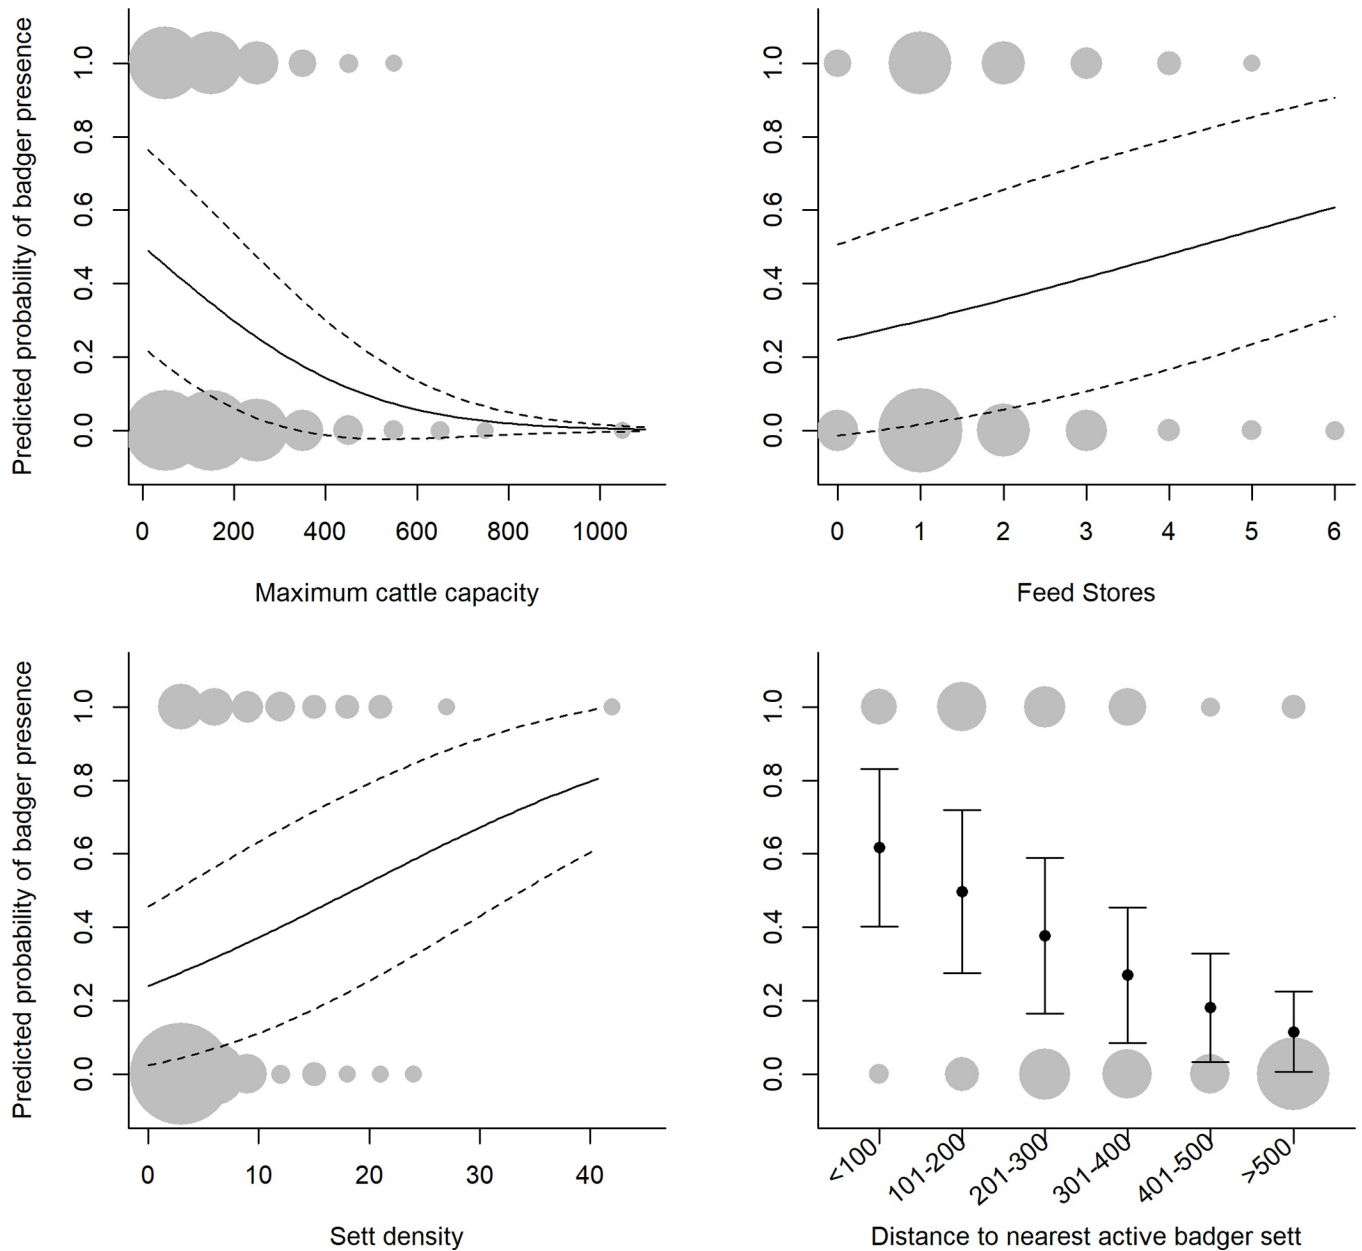 Predicted probability of badger presence
0.0 0.2 0.4 0.6 0.8 1.0
0 200 400 600 800 1000
Maximum cattle capacity
0.0 0.2 0.4 0.6 0.8 1.0
0 1 2 3 4 5 6
Feed Stores
Predicted probability of badger presence
0.0 0.2 0.4 0.6 0.8 1.0
0 10 20 30 40
Sett density
0.0 0.2 0.4 0.6 0.8 1.0
<100 101-200 201-300 301-400 401-500 >500
Distance to nearest active badger sett